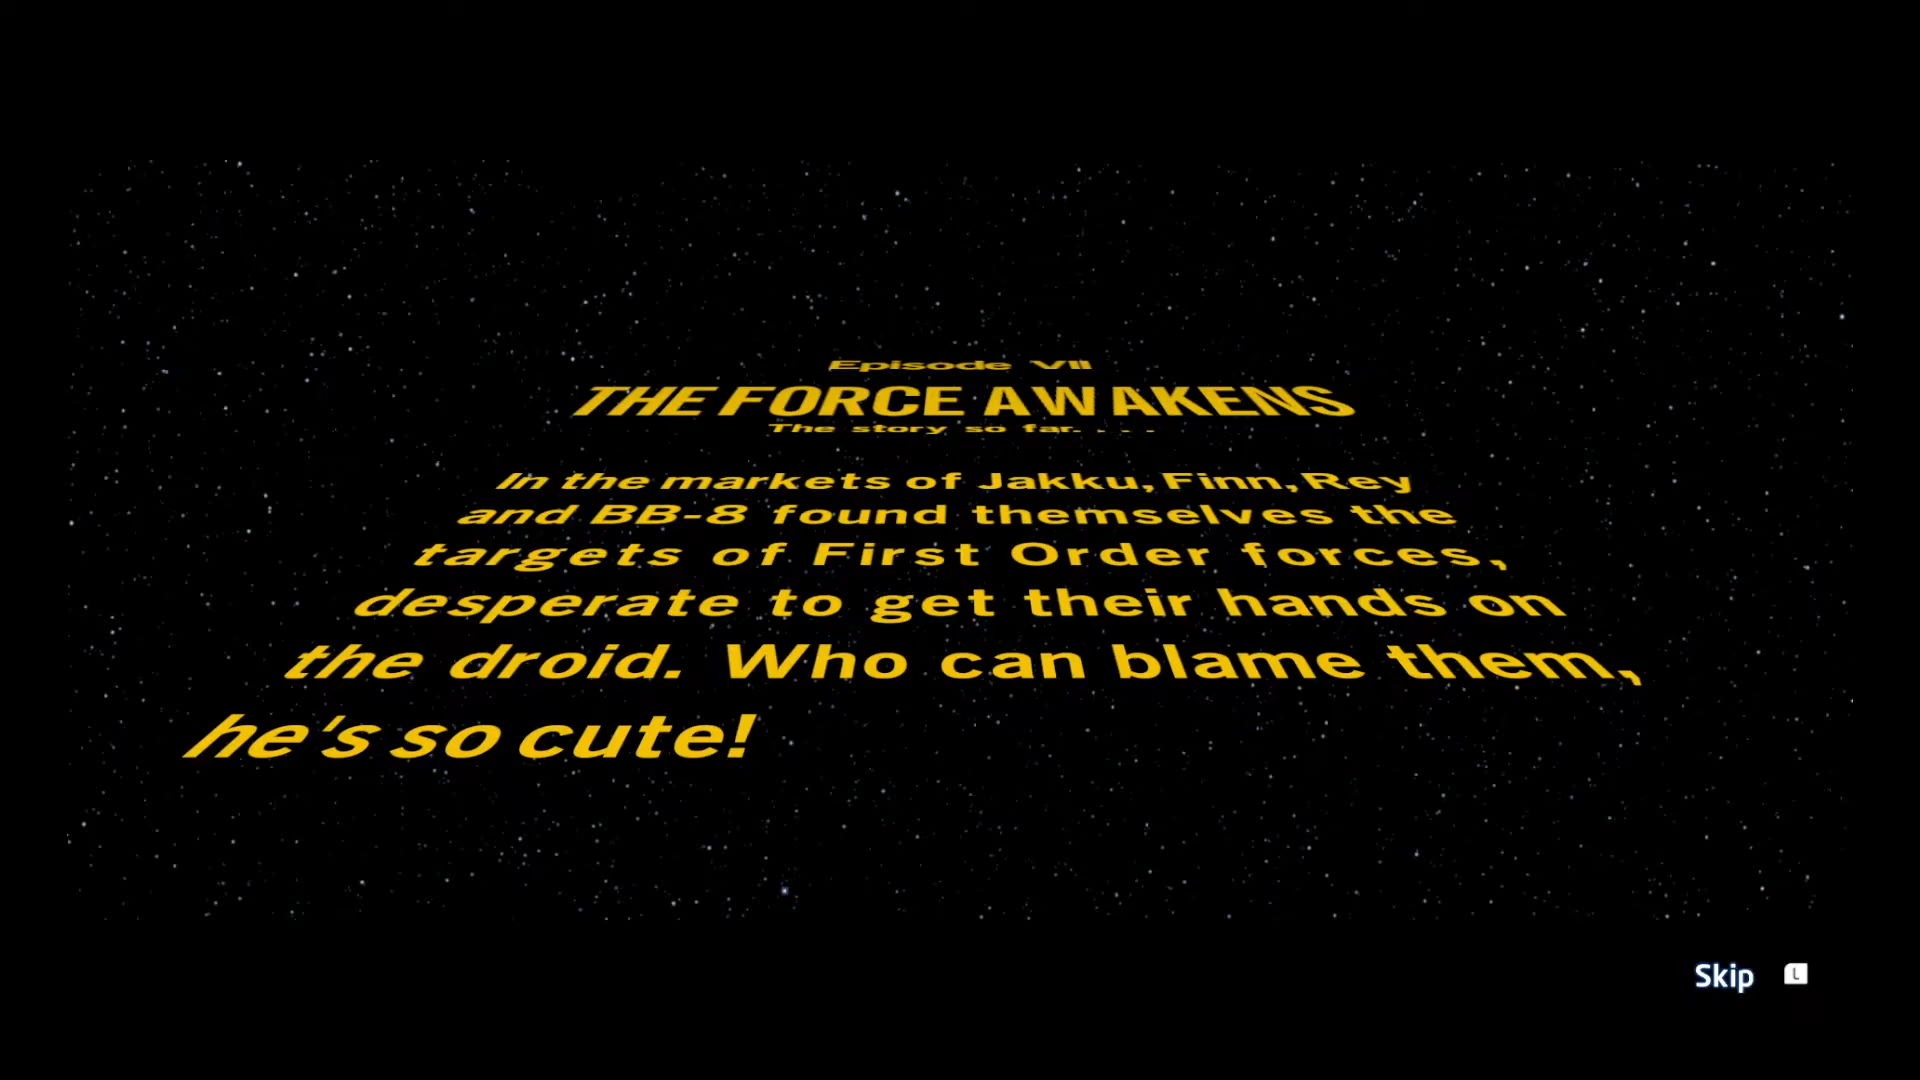 Episode VII
THE FORCE AWAKENS
The story so far. . . .
In the markets of Jakku, Finn, Rey
and BB-8 found themselves the
targets of First Order forces,
desperate to get their hands on
the droid. Who can blame them,
he's so cute!
Skip L